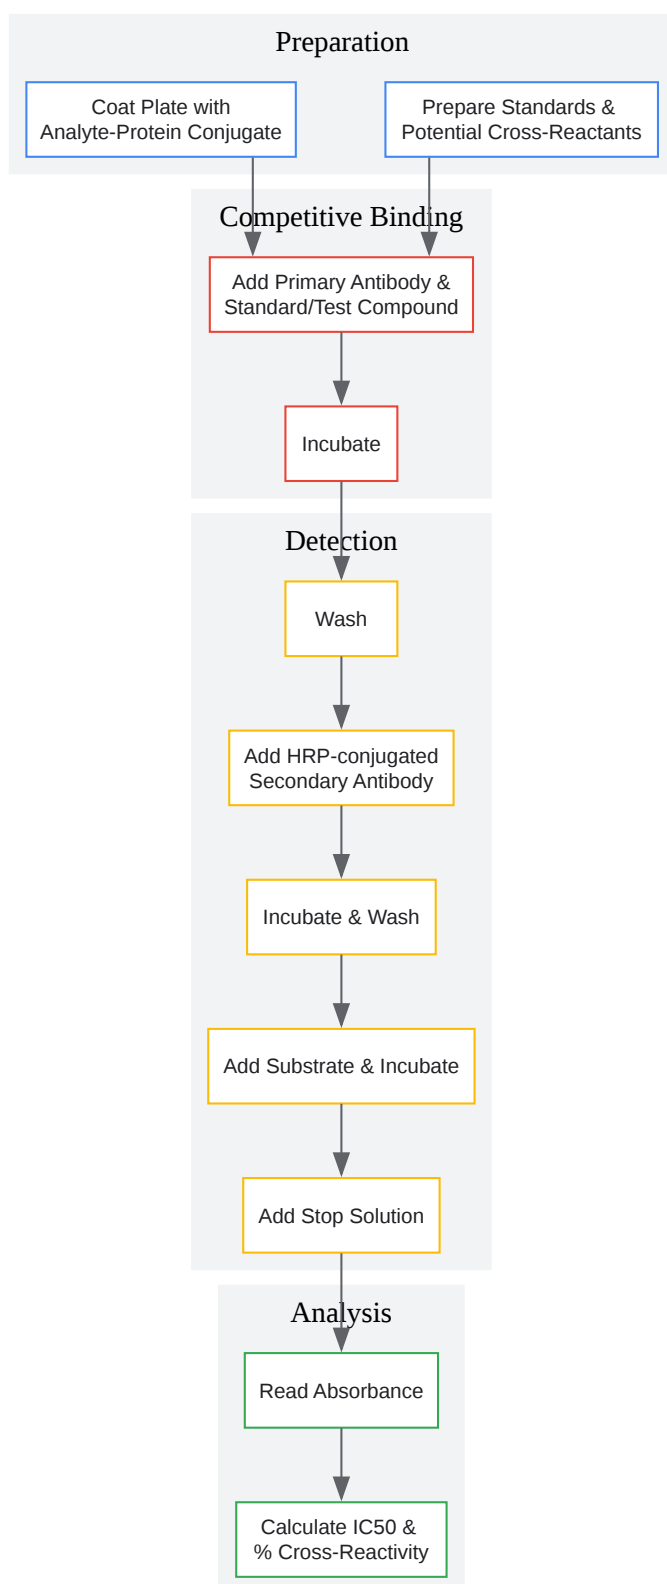 Preparation
Coat Plate with
Analyte-Protein Conjugate
Prepare Standards &
Potential Cross-Reactants
Competitive Binding
Add Primary Antibody &
Standard/Test Compound
Incubate
Detection
Wash
Add HRP-conjugated
Secondary Antibody
Incubate & Wash
Add Substrate & Incubate
Add Stop Solution
Analysis
Read Absorbance
Calculate IC50 &
% Cross-Reactivity